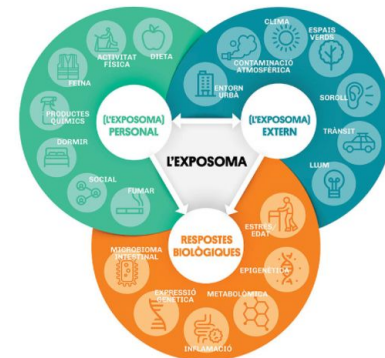 CLIMA
ESPAIS
VERDS
ACTIVITAT
FÍSICA
DIETA
CONTAMINACIÓ
ATMOSFÈRICA
FEINA
ENTORN
URBÀ
SOROLL
PRODUCTES
QUÍMICS
(L'EXPOSOMA)
PERSONAL
(L'EXPOSOMA)
EXTERN
TRÀNSIT
DORMIR
L'EXPOSOMA
LLUM
SOCIAL
FUMAR
ESTRÈS/
EDAT
RESPOSTES
BIOLÒGIQUES
MICROBIOMA
INTESTINAL
EPIGENÈTICA
EXPRESSIÓ
GENÈTICA
METABOLÒMICA
INFLAMACIÓ